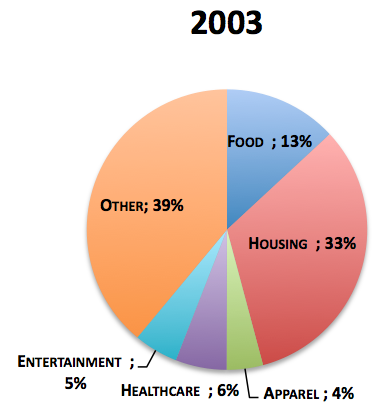 2003
FOOD ; 13%
OTHER; 39%
HOUSING ; 33%
ENTERTAINMENT ;
5%
HEALTHCARE ; 6%
APPAREL ; 4%